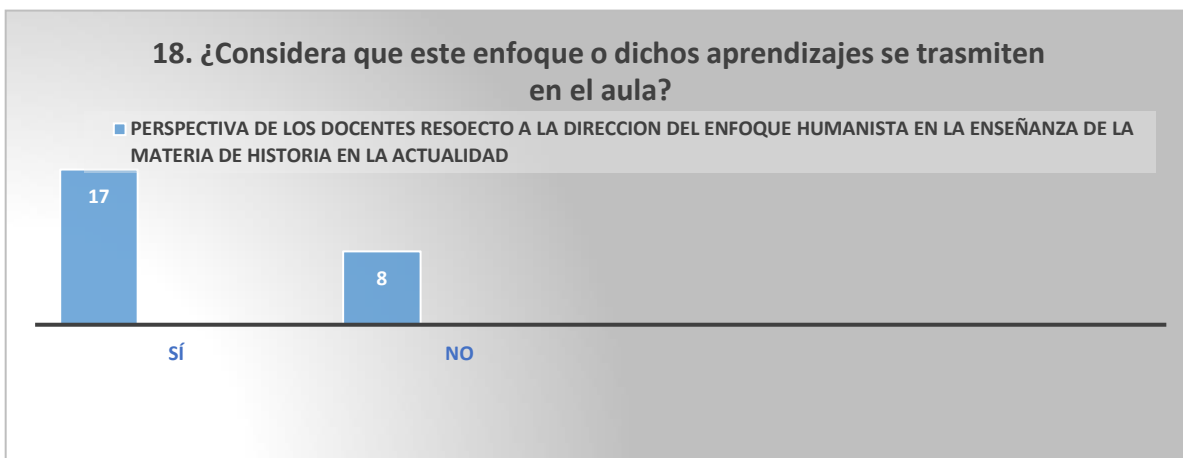 18. ¿Considera que este enfoque o dichos aprendizajes se trasmiten
en el aula?
PERSPECTIVA DE LOS DOCENTES RESOECTO A LA DIRECCION DEL ENFOQUE HUMANISTA EN LA ENSEÑANZA DE LA
MATERIA DE HISTORIA EN LA ACTUALIDAD
17
8
SÍ
NO